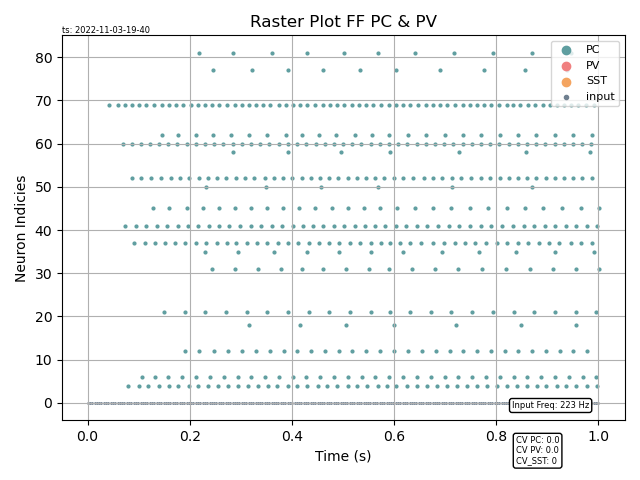 Raster Plot FF PC & PV
ts: 2022-11-03-19-40
80
70
60
50
40
30
20
10
0
Neuron Indicies
PC
PV
SST
input
Input Freq: 223 Hz
0.0 0.2 0.4 0.6 0.8 1.0
Time (s)
CV PC: 0.0
CV PV: 0.0
CV_SST: 0